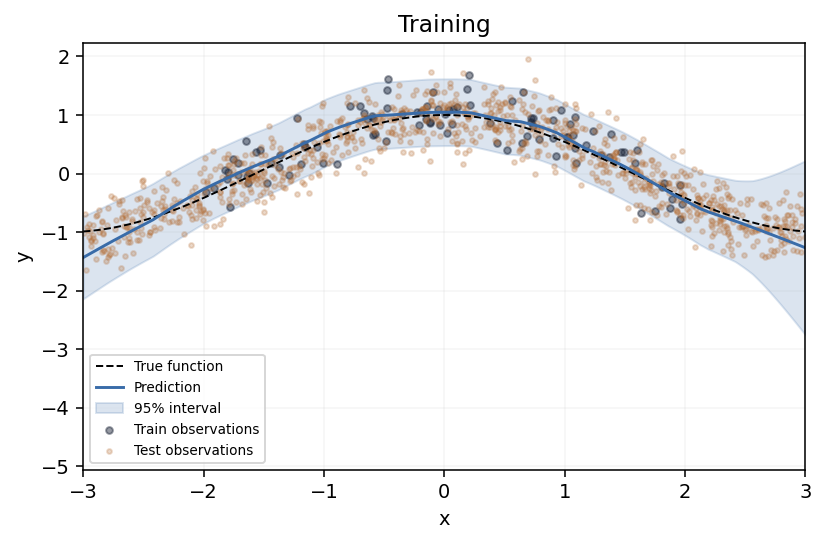 Training
2
1
0
−1
−2
−3
−4
−5
y
True function
Prediction
95% interval
Train observations
Test observations
−3
−2
−1
0
1
2
3
x